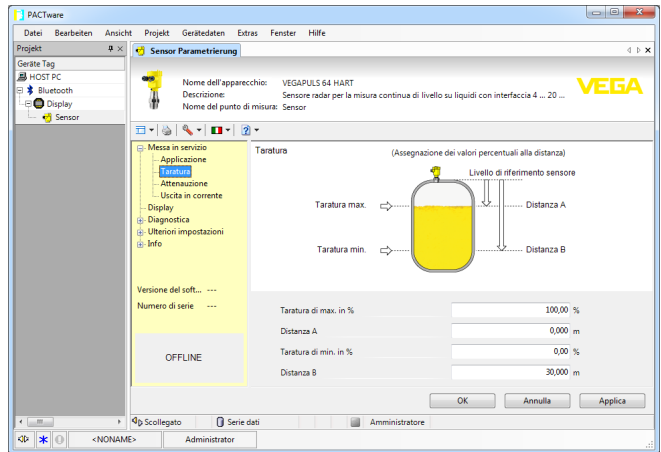 PACTware
Datei Bearbeiten Ansicht Projekt Gerätedaten Extras Fenster Hilfe
Projekt
Geräte Tag
HOST PC
Bluetooth
Display
Sensor
Sensor Parametrierung
Nome dell'apparecchio: VEGAPULS 64 HART
Descrizione: Sensore radar per la misura continua di livello su liquidi con interfaccia 4 ... 20 ...
Nome del punto di misura: Sensor
VEGA
Messa in servizio
Applicazione
Taratura
Attenuazione
Uscita in corrente
Display
Diagnostica
Ulteriori impostazioni
Info
Versione del soft... ---
Numero di serie ---
OFFLINE
Taratura
(Assegnazione dei valori percentuali alla distanza)
Livello di riferimento sensore
Taratura max.
Distanza A
Taratura min.
Distanza B
Taratura di max. in % 100,00 %
Distanza A 0,000 m
Taratura di min. in % 0,00 %
Distanza B 30,000 m
OK Annulla Applica
Scollegato Serie dati Amministratore
<NONAME> Administrator